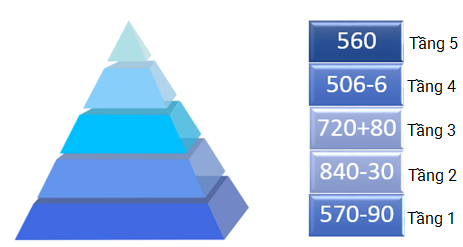 560 Tầng 5
506-6 Tầng 4
720+80 Tầng 3
840-30 Tầng 2
570-90 Tầng 1